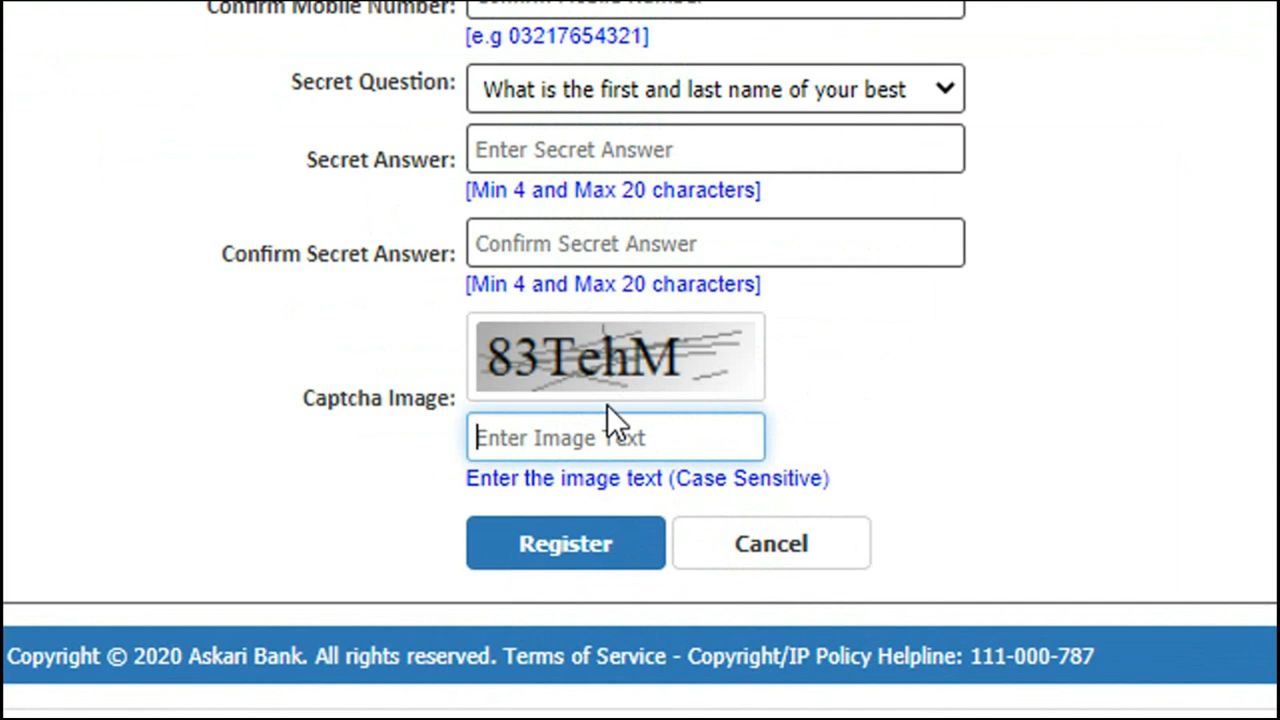 Confirm Mobile Number:
[e.g 03217654321]
Secret Question: What is the first and last name of your best
Secret Answer: Enter Secret Answer
[Min 4 and Max 20 characters]
Confirm Secret Answer: Confirm Secret Answer
[Min 4 and Max 20 characters]
83TehM
Captcha Image: Enter Image Text
Enter the image text (Case Sensitive)
Register Cancel
Copyright © 2020 Askari Bank. All rights reserved. Terms of Service - Copyright/IP Policy Helpline: 111-000-787